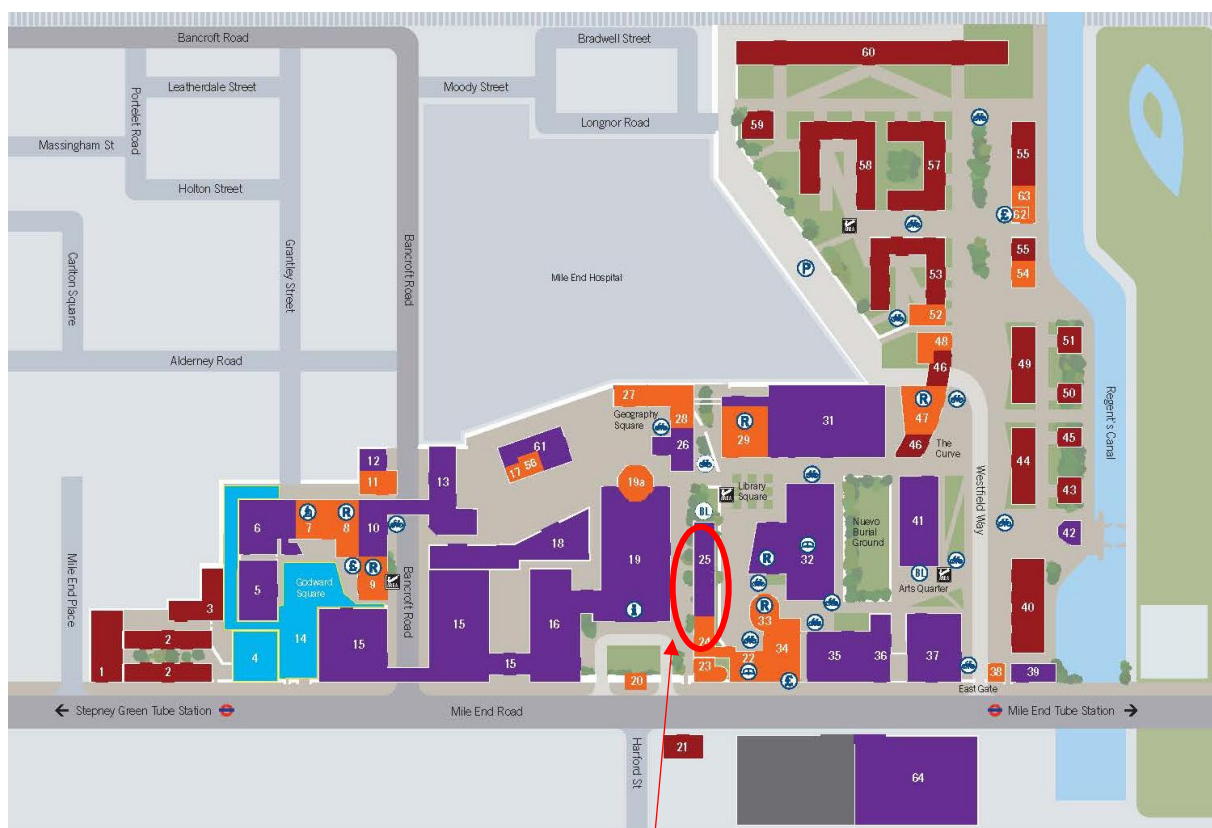 Bancroft Road
Bradwell Street
60
Leatherdale Street
Moody Street
Portelet Road
Longnor Road
59
58
57
55
Massingham St
Holton Street
63
£ 62
Carlton Square
Grantley Street
Bancroft Road
Mile End Hospital
P
53
55
54
52
Alderney Road
48
46
49
51
50
Regent's Canal
27
Geography
Square
28
26
R
29
31
R
47
46
The
Curve
44
45
43
Westfield Way
12
11
13
61
17 56
19a
Library
Square
6
7
R
8
10
18
BL
19
25
R
32
Nuevo
Burial
Ground
41
BL
Arts Quarter
42
5
Godward
Square
£ R
9
Bancroft Road
Mile End Place
3
14
15
15
16
i
R
33
40
1
2
2
4
15
24
22
34
23
£
35
36
37
20
38
39
East Gate
← Stepney Green Tube Station
Mile End Road
Mile End Tube Station →
Harford St
21
64